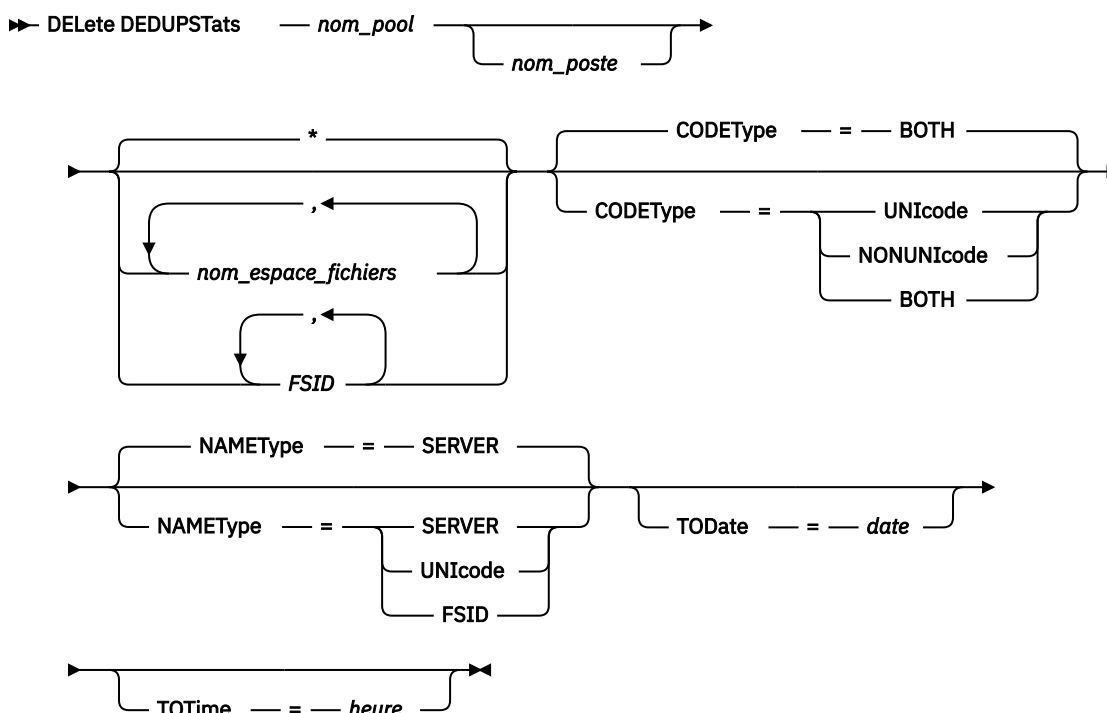 DELete DEDUPSTats nom_pool
nom_poste
*
,
nom_espace_fichiers
,
FSID
CODEType = BOTH
CODEType = UNIcode
NONUNIcode
BOTH
NAMEType = SERVER
NAMEType = SERVER
UNIcode
FSID
TODate = date
TOTime = heure